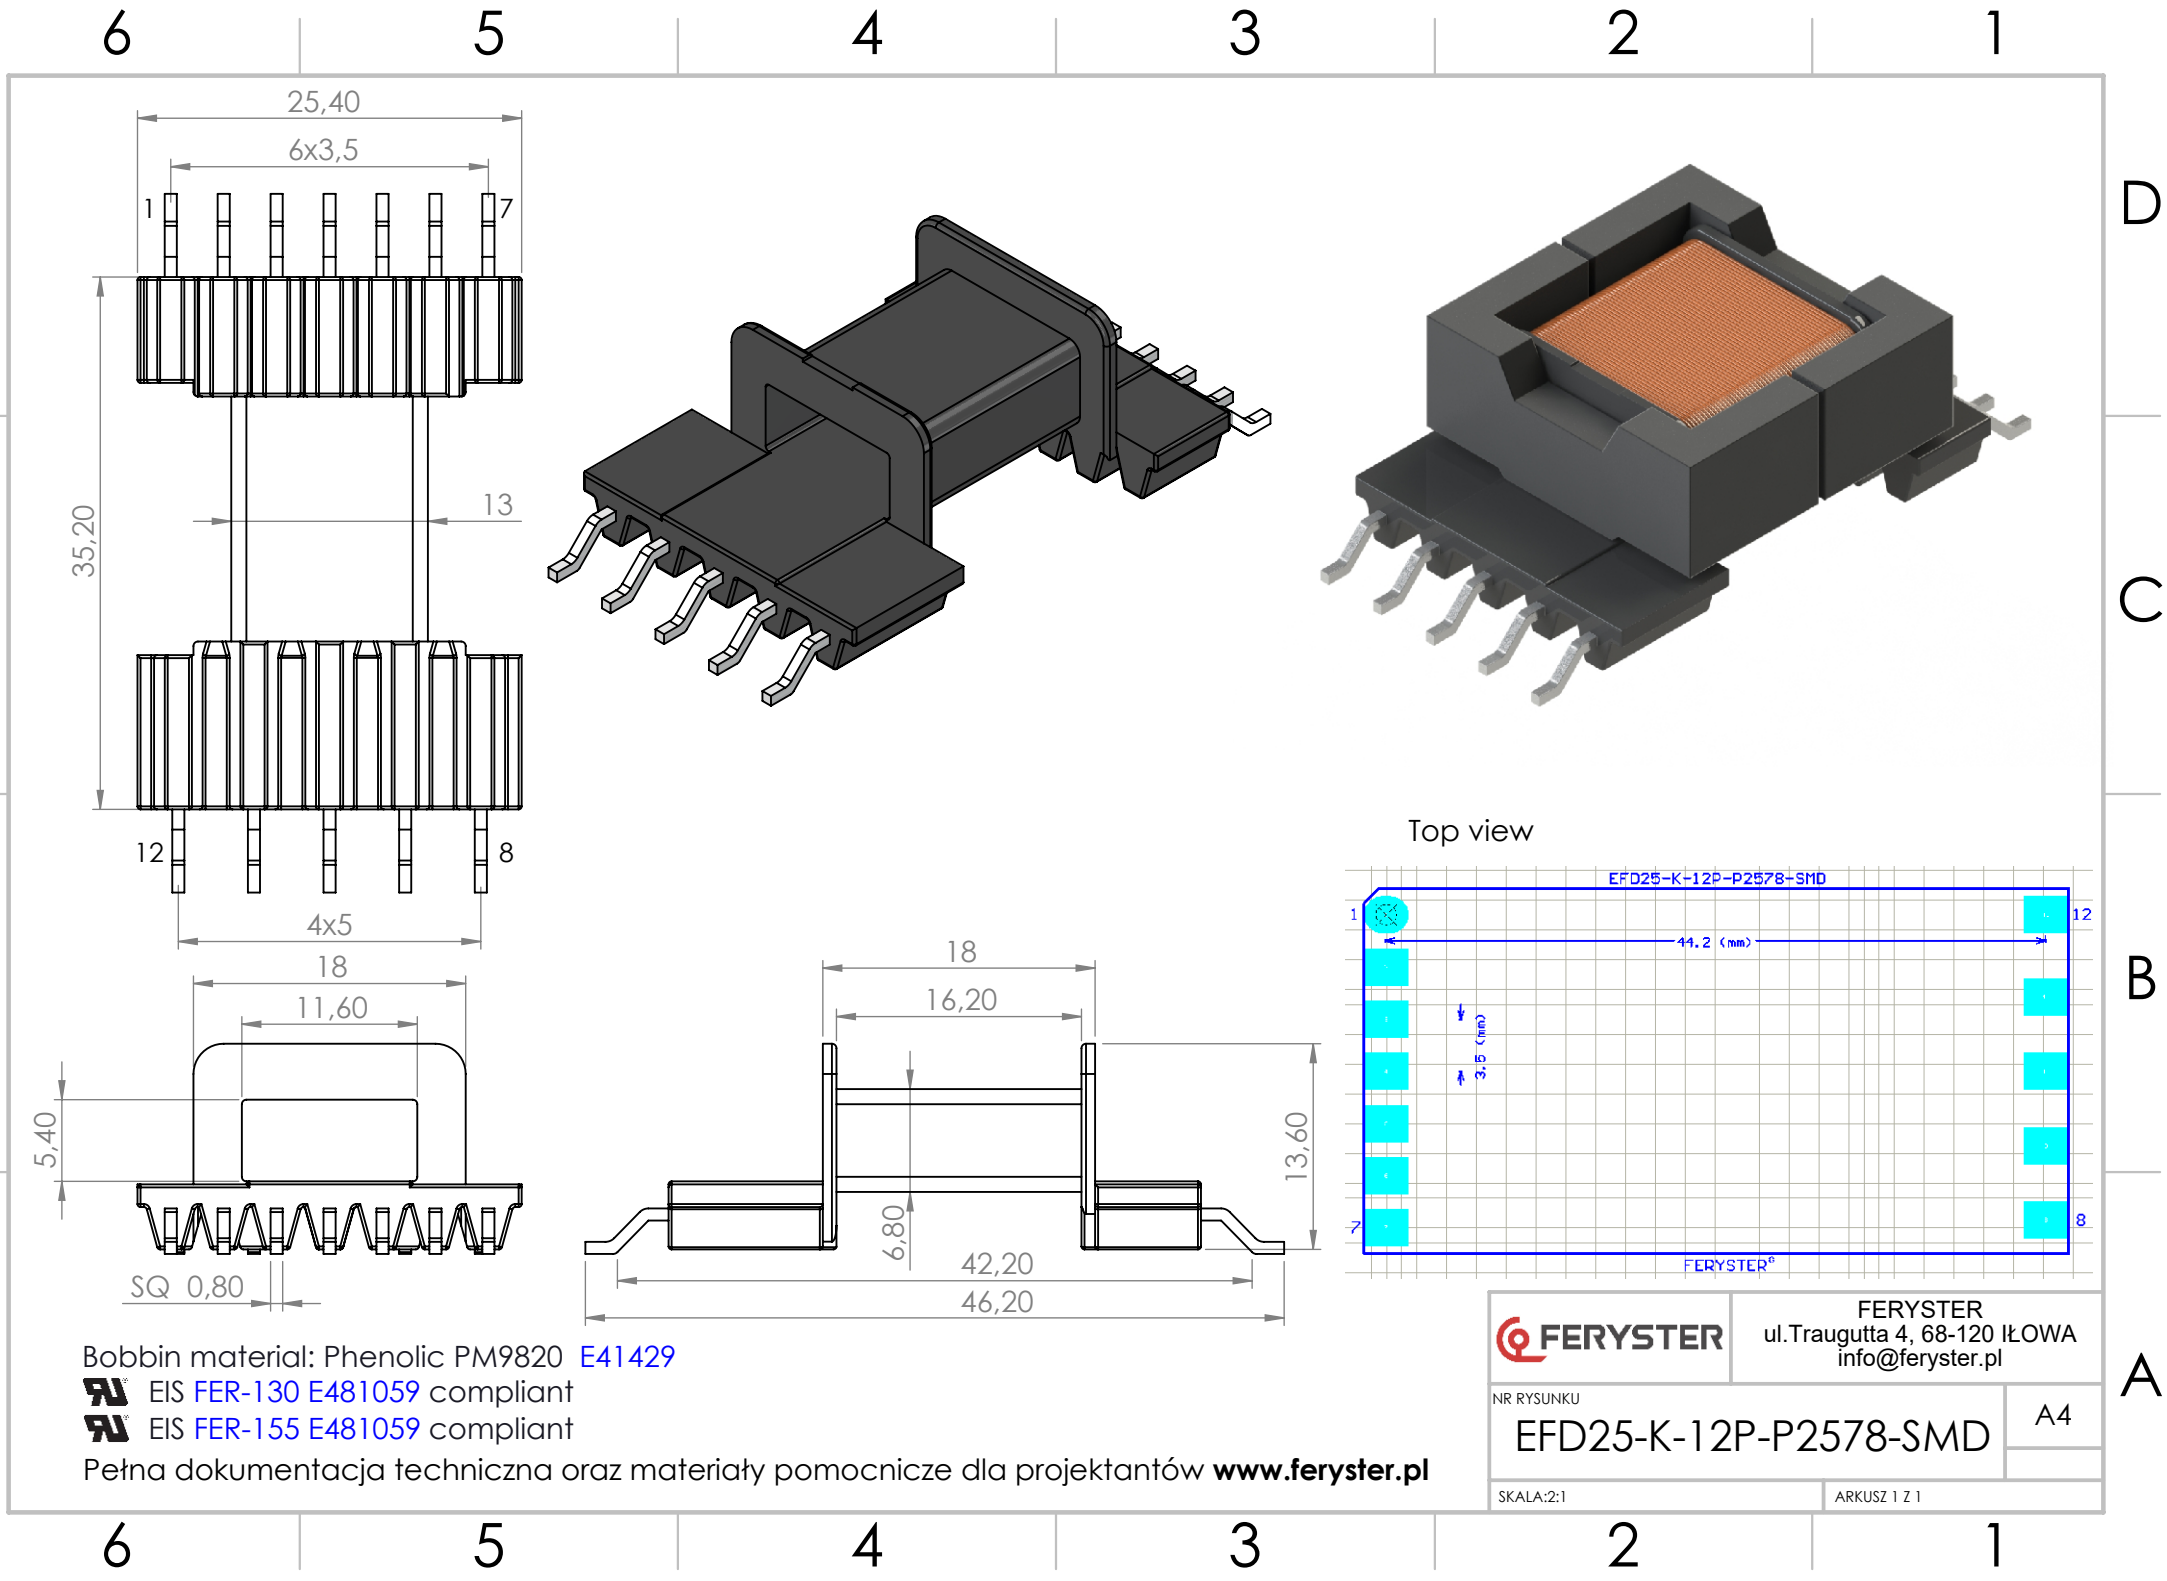 6 5 4 3 2 1
25,40
6x3,5
1 7
35,20
13
12 8
4x5
18
11,60
5,40
SQ 0,80
18
16,20
13,60
6,80
42,20
46,20
D
C
B
A
Top view
EFD25-K-12P-P2578-SMD
1 12
44.2 (mm)
3.5 (mm)
7 8
FERYSTER®
Bobbin material: Phenolic PM9820 E41429
EIS FER-130 E481059 compliant
EIS FER-155 E481059 compliant
Pełna dokumentacja techniczna oraz materiały pomocnicze dla projektantów www.feryster.pl
FERYSTER
FERYSTER
ul.Traugutta 4, 68-120 IŁOWA
info@feryster.pl
NR RYSUNKU
EFD25-K-12P-P2578-SMD
A4
SKALA:2:1
ARKUSZ 1 Z 1
6 5 4 3 2 1